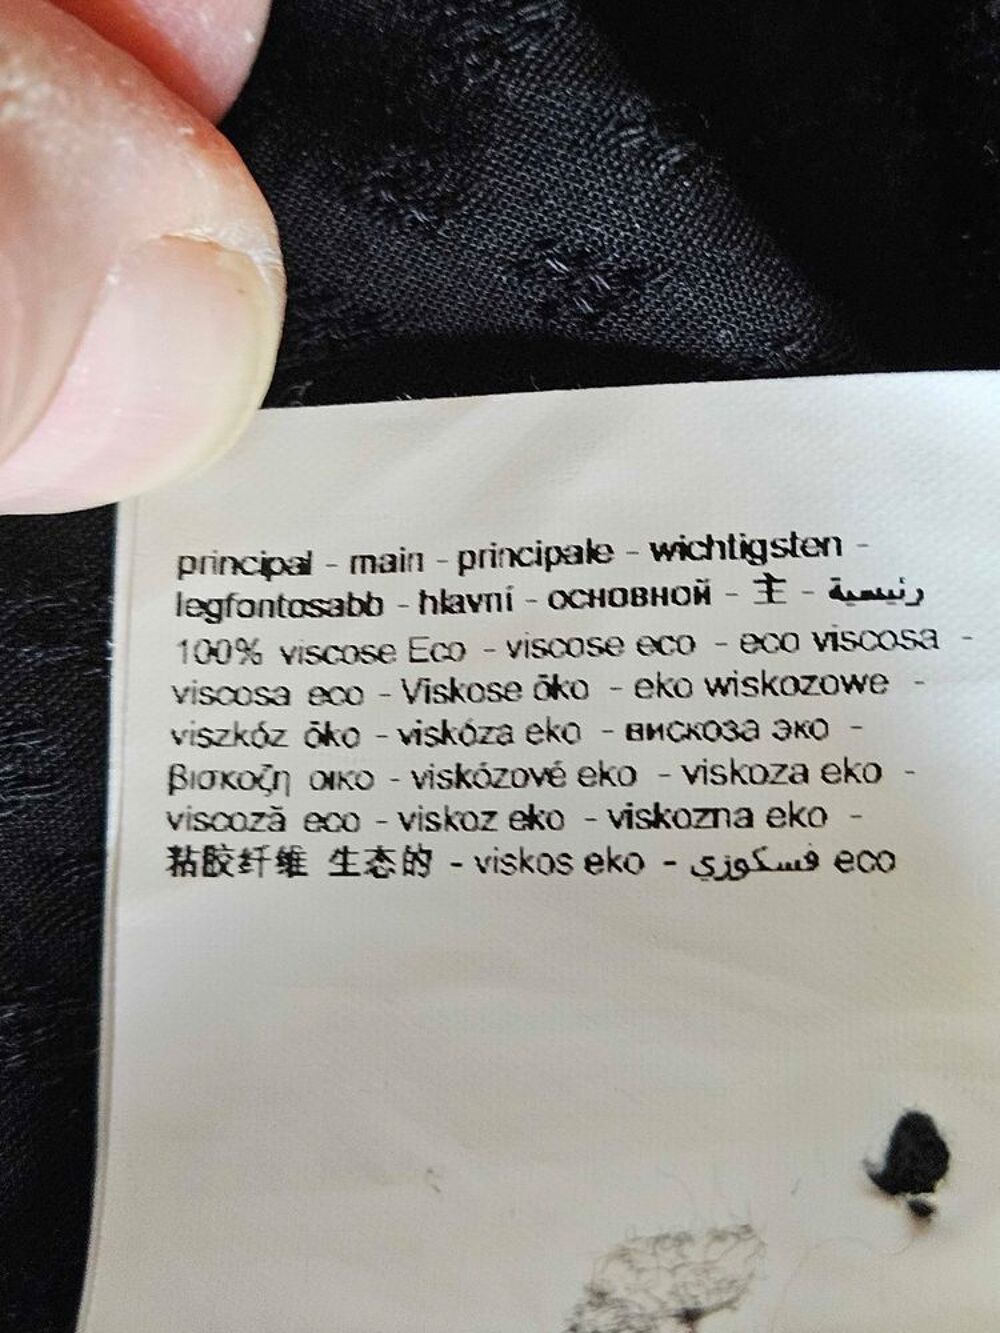 principal - main - principale - wichtigsten -
legfontosabb - hlavní - основной - 主 - رئيسية
100% viscose Eco - viscose eco - eco viscosa -
viscosa eco - Viskose öko - eko wiskozowe -
viszkóz öko - viskóza eko - вискоза эко -
βισκοζη οικο - viskózové eko - viskoza eko -
viscoză eco - viskoz eko - viskozna eko -
粘胶纤维 生态的 - viskos eko - فسكوزي eco